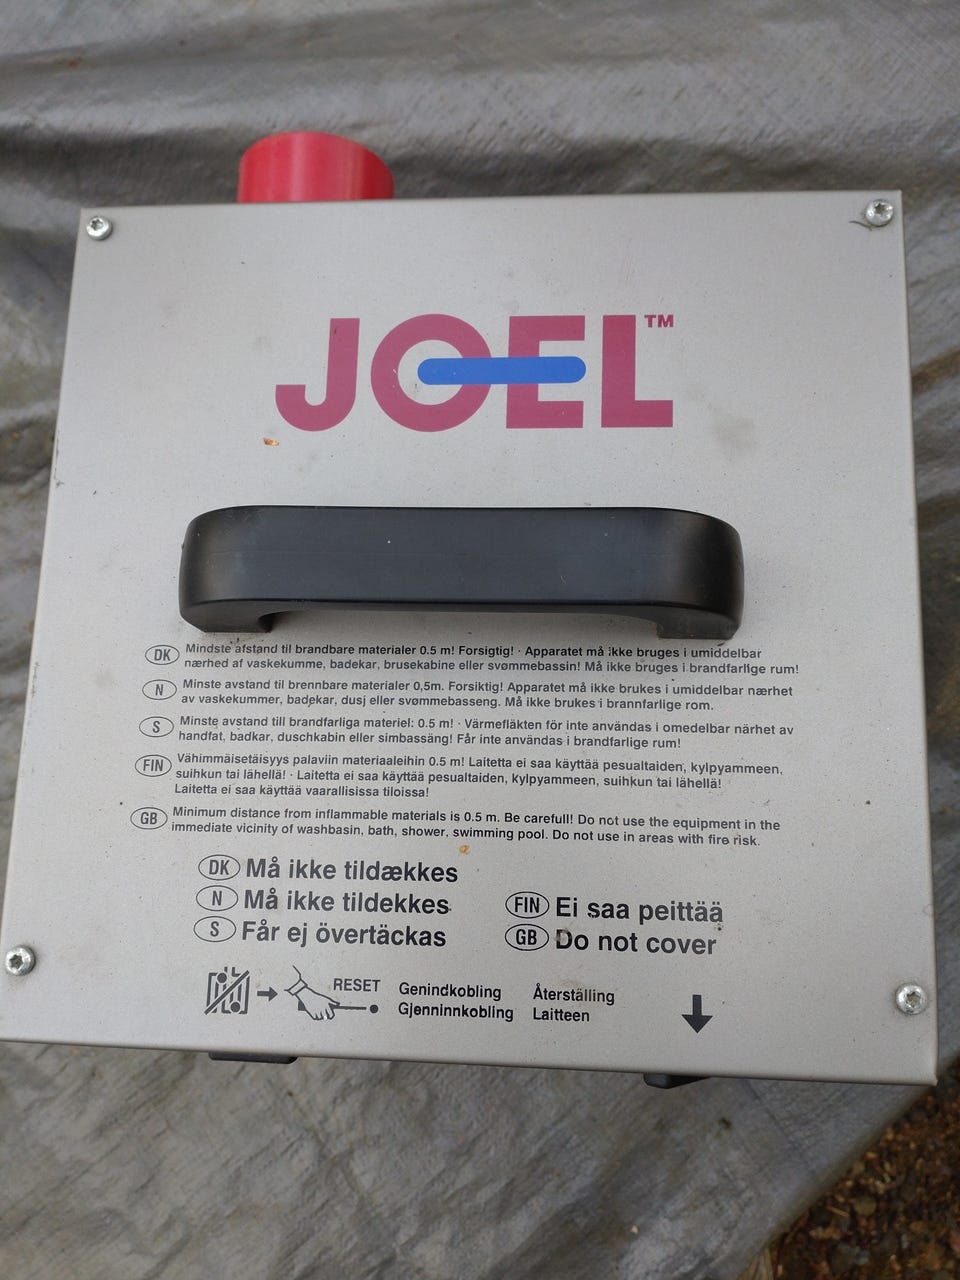 JOEL™
DK Mindste afstand til brandbare materialer 0.5 m! Forsigtig! · Apparatet må ikke bruges i umiddelbar
nærhed af vaskekumme, badekar, brusekabine eller svømmebassin! Må ikke bruges i brandfarlige rum!
N Minste avstand til brennbare materialer 0,5m. Forsiktig! Apparatet må ikke brukes i umiddelbar nærhet
av vaskekummer, badekar, dusj eller svømmebasseng. Må ikke brukes i brannfarlige rom.
S Minste avstand till brandfarliga materiel: 0.5 m! · Värmefläkten för inte användas i omedelbar närhet av
handfat, badkar, duschkabin eller simbassäng! Får inte användas i brandfarlige rum!
FIN Vähimmäisetäisyys palaviin materiaaleihin 0.5 m! Laitetta ei saa käyttää pesualtaiden, kylpyammeen,
suihkun tai lähellä! · Laitetta ei saa käyttää pesualtaiden, kylpyammeen, suihkun tai lähellä!
Laitetta ei saa käyttää vaarallisissa tiloissa!
GB Minimum distance from inflammable materials is 0.5 m. Be carefull! Do not use the equipment in the
immediate vicinity of washbasin, bath, shower, swimming pool. Do not use in areas with fire risk.
DK Må ikke tildækkes
N Må ikke tildekkes
S Får ej övertäckas
FIN Ei saa peittää
GB Do not cover
RESET
Genindkobling Återställing
Gjenninnkobling Laitteen